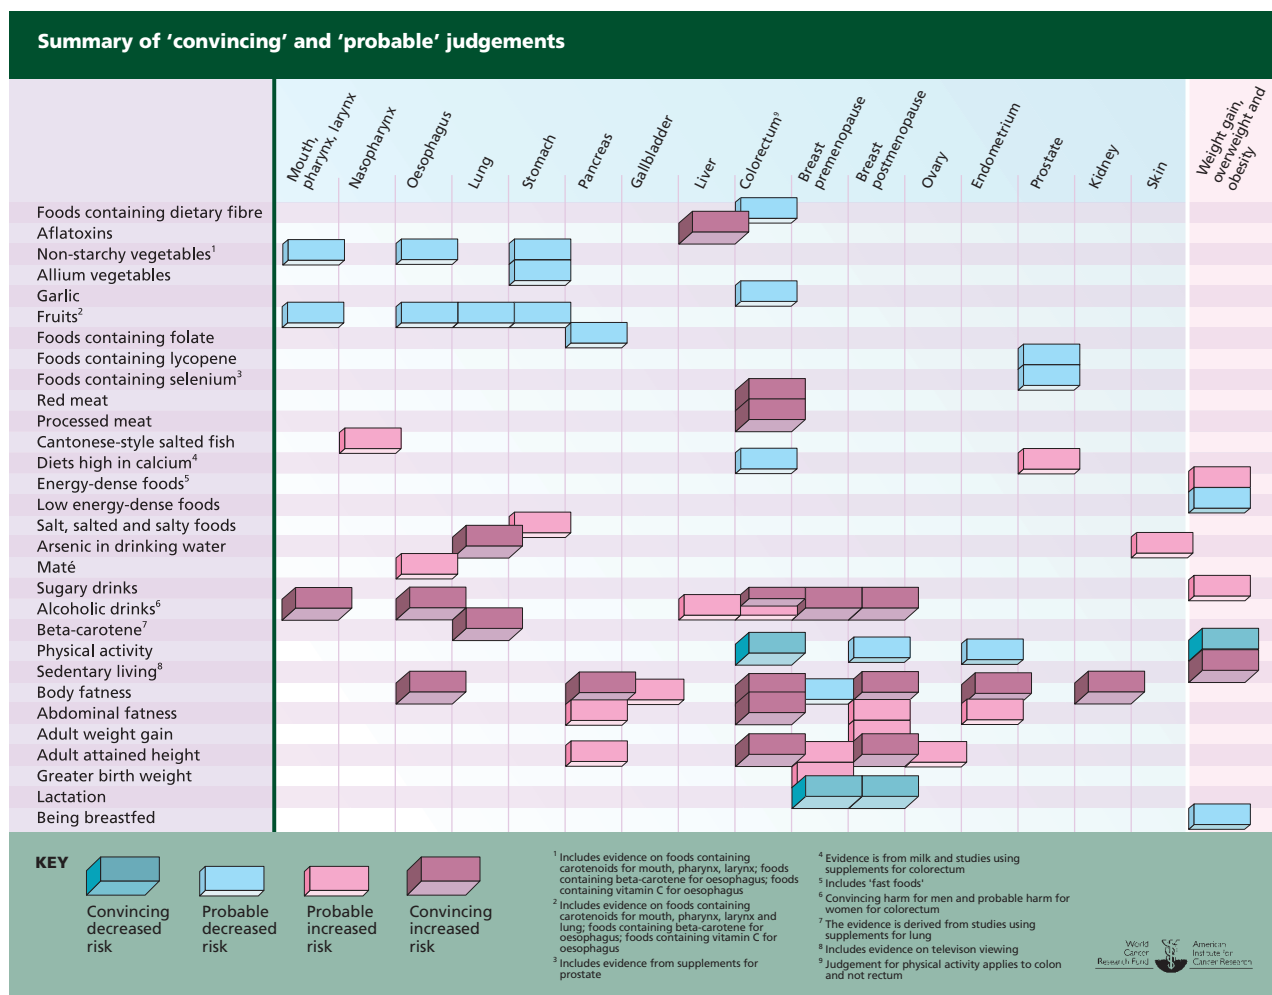 Summary of ‘convincing’ and ‘probable’ judgements
Mouth,
pharynx, larynx
Nasopharynx
Oesophagus
Lung
Stomach
Pancreas
Gallbladder
Liver
Colorectum9
Breast
premenopause
Breast
postmenopause
Ovary
Endometrium
Prostate
Kidney
Skin
Weight gain,
overweight and
obesity
Foods containing dietary fibre
Aflatoxins
Non-starchy vegetables1
Allium vegetables
Garlic
Fruits2
Foods containing folate
Foods containing lycopene
Foods containing selenium3
Red meat
Processed meat
Cantonese-style salted fish
Diets high in calcium4
Energy-dense foods5
Low energy-dense foods
Salt, salted and salty foods
Arsenic in drinking water
Maté
Sugary drinks
Alcoholic drinks6
Beta-carotene7
Physical activity
Sedentary living8
Body fatness
Abdominal fatness
Adult weight gain
Adult attained height
Greater birth weight
Lactation
Being breastfed
KEY
Convincing
decreased
risk
Probable
decreased
risk
Probable
increased
risk
Convincing
increased
risk
1 Includes evidence on foods containing
carotenoids for mouth, pharynx, larynx; foods
containing beta-carotene for oesophagus; foods
containing vitamin C for oesophagus
2 Includes evidence on foods containing
carotenoids for mouth, pharynx, larynx and
lung; foods containing beta-carotene for
oesophagus; foods containing vitamin C for
oesophagus
3 Includes evidence from supplements for
prostate
4 Evidence is from milk and studies using
supplements for colorectum
5 Includes ‘fast foods’
6 Convincing harm for men and probable harm for
women for colorectum
7 The evidence is derived from studies using
supplements for lung
8 Includes evidence on televison viewing
9 Judgement for physical activity applies to colon
and not rectum
World
Cancer
Research Fund
American
Institute for
Cancer Research